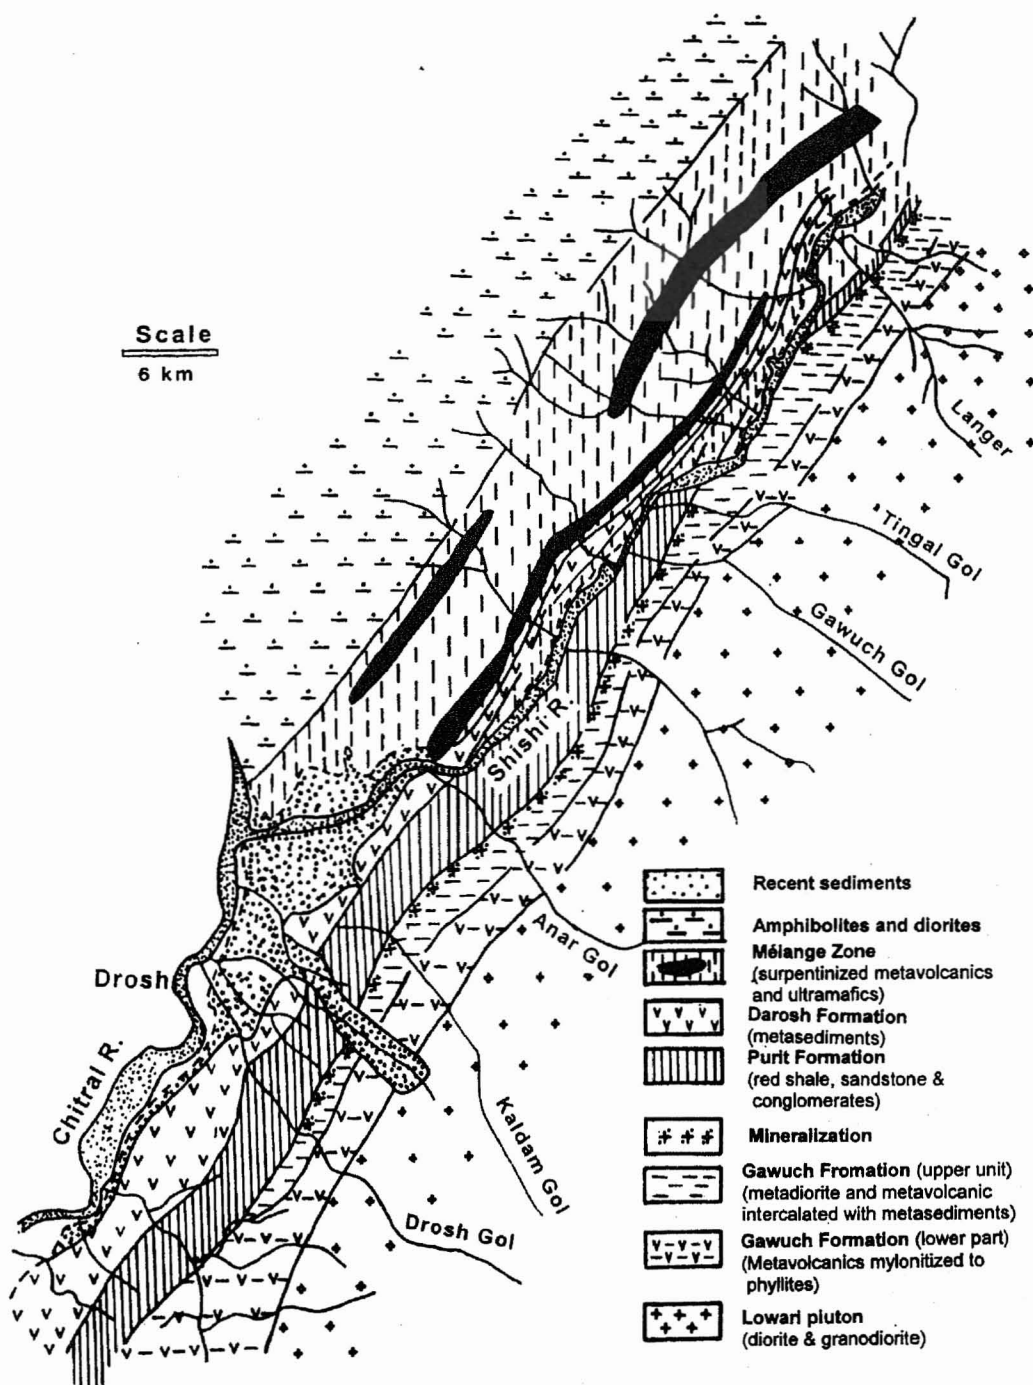 Scale
6 km
Langer
Tingal Gol
Gawuch Gol
Shishi R.
Anar Gol
Drosh
Chitral R.
Kaldam Gol
Drosh Gol
Recent sediments
Amphibolites and diorites
Mélange Zone
(surpentinized metavolcanics
and ultramafics)
Darosh Formation
(metasediments)
Purit Formation
(red shale, sandstone &
conglomerates)
Mineralization
Gawuch Fromation (upper unit)
(metadiorite and metavolcanic
intercalated with metasediments)
Gawuch Formation (lower part)
(Metavolcanics mylonitized to
phyllites)
Lowari pluton
(diorite & granodiorite)